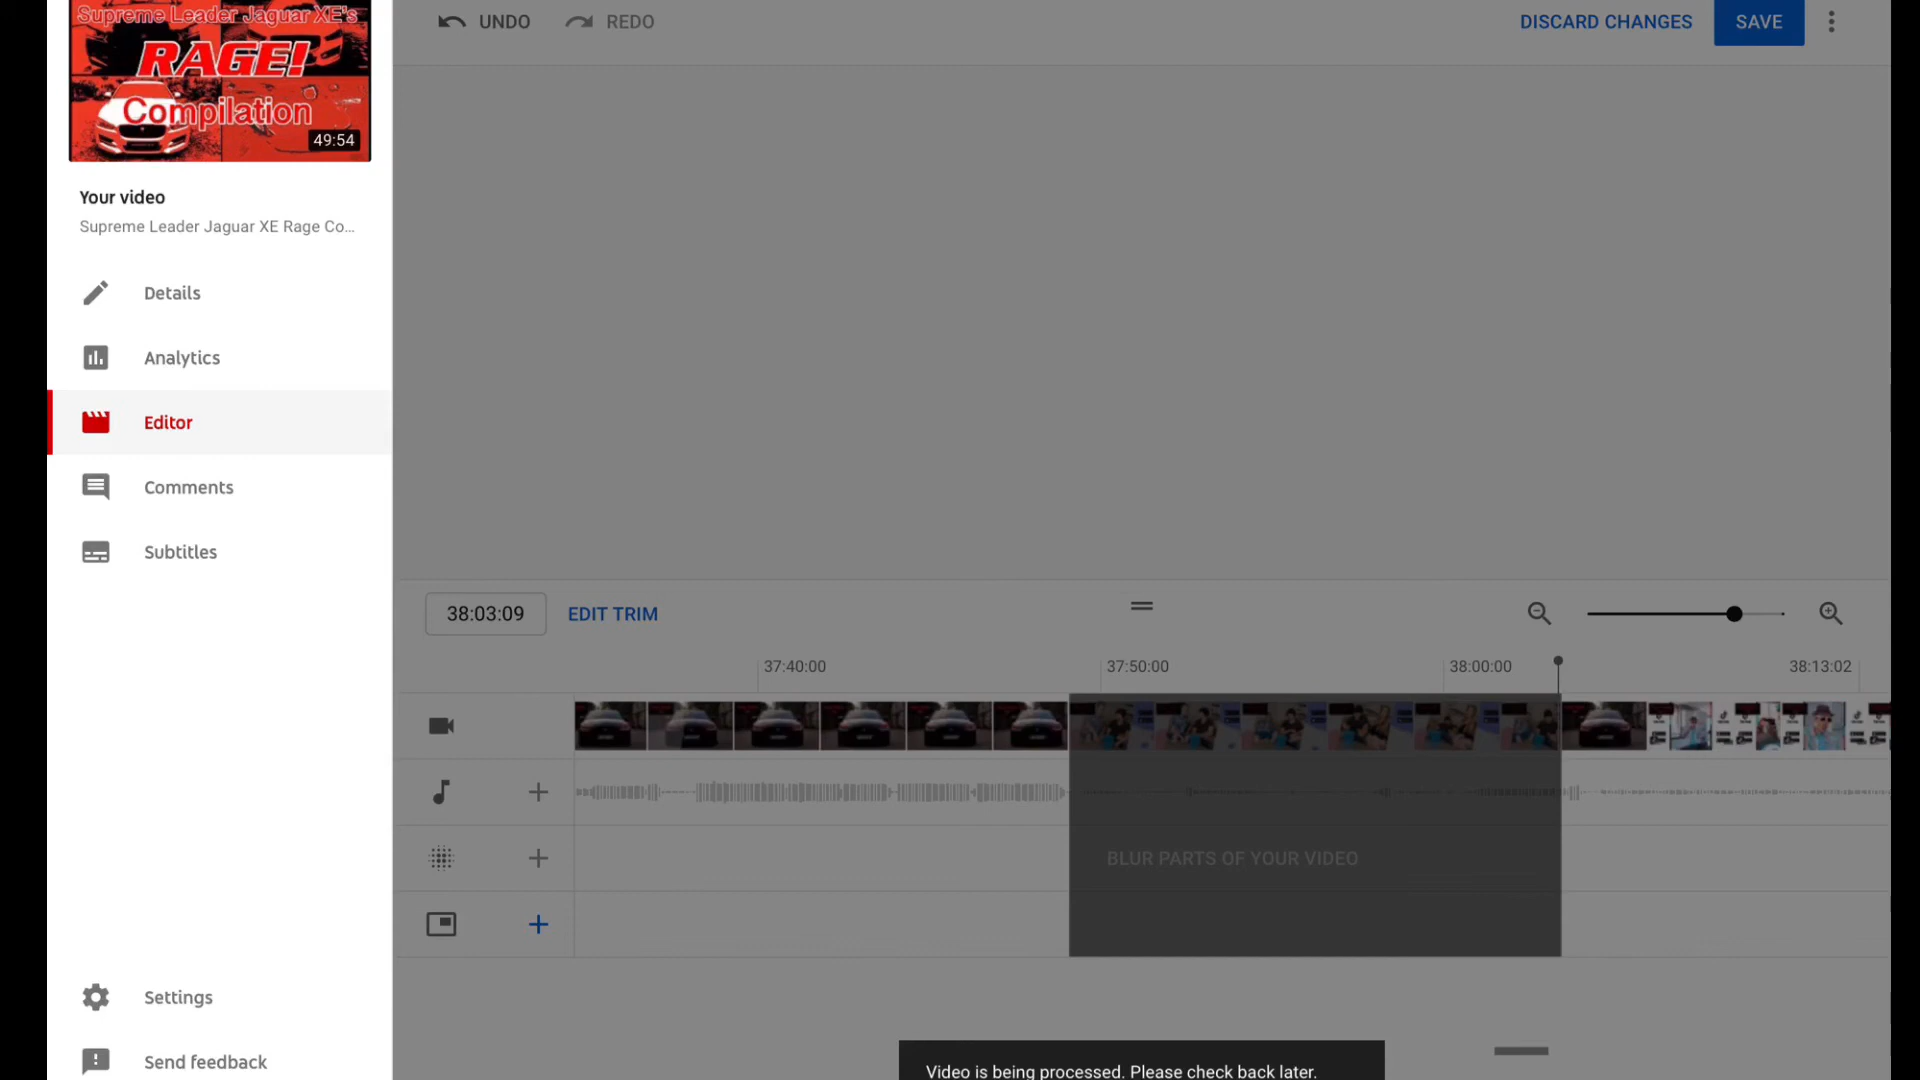 Supreme Leader Jaguar XE's
RAGE!
Compilation
49:54
UNDO
REDO
DISCARD CHANGES
SAVE
Your video
Supreme Leader Jaguar XE Rage Co...
Details
Analytics
Editor
Comments
Subtitles
Settings
Send feedback
38:03:09
EDIT TRIM
37:40:00
37:50:00
38:00:00
38:13:02
BLUR PARTS OF YOUR VIDEO
Video is being processed. Please check back later.